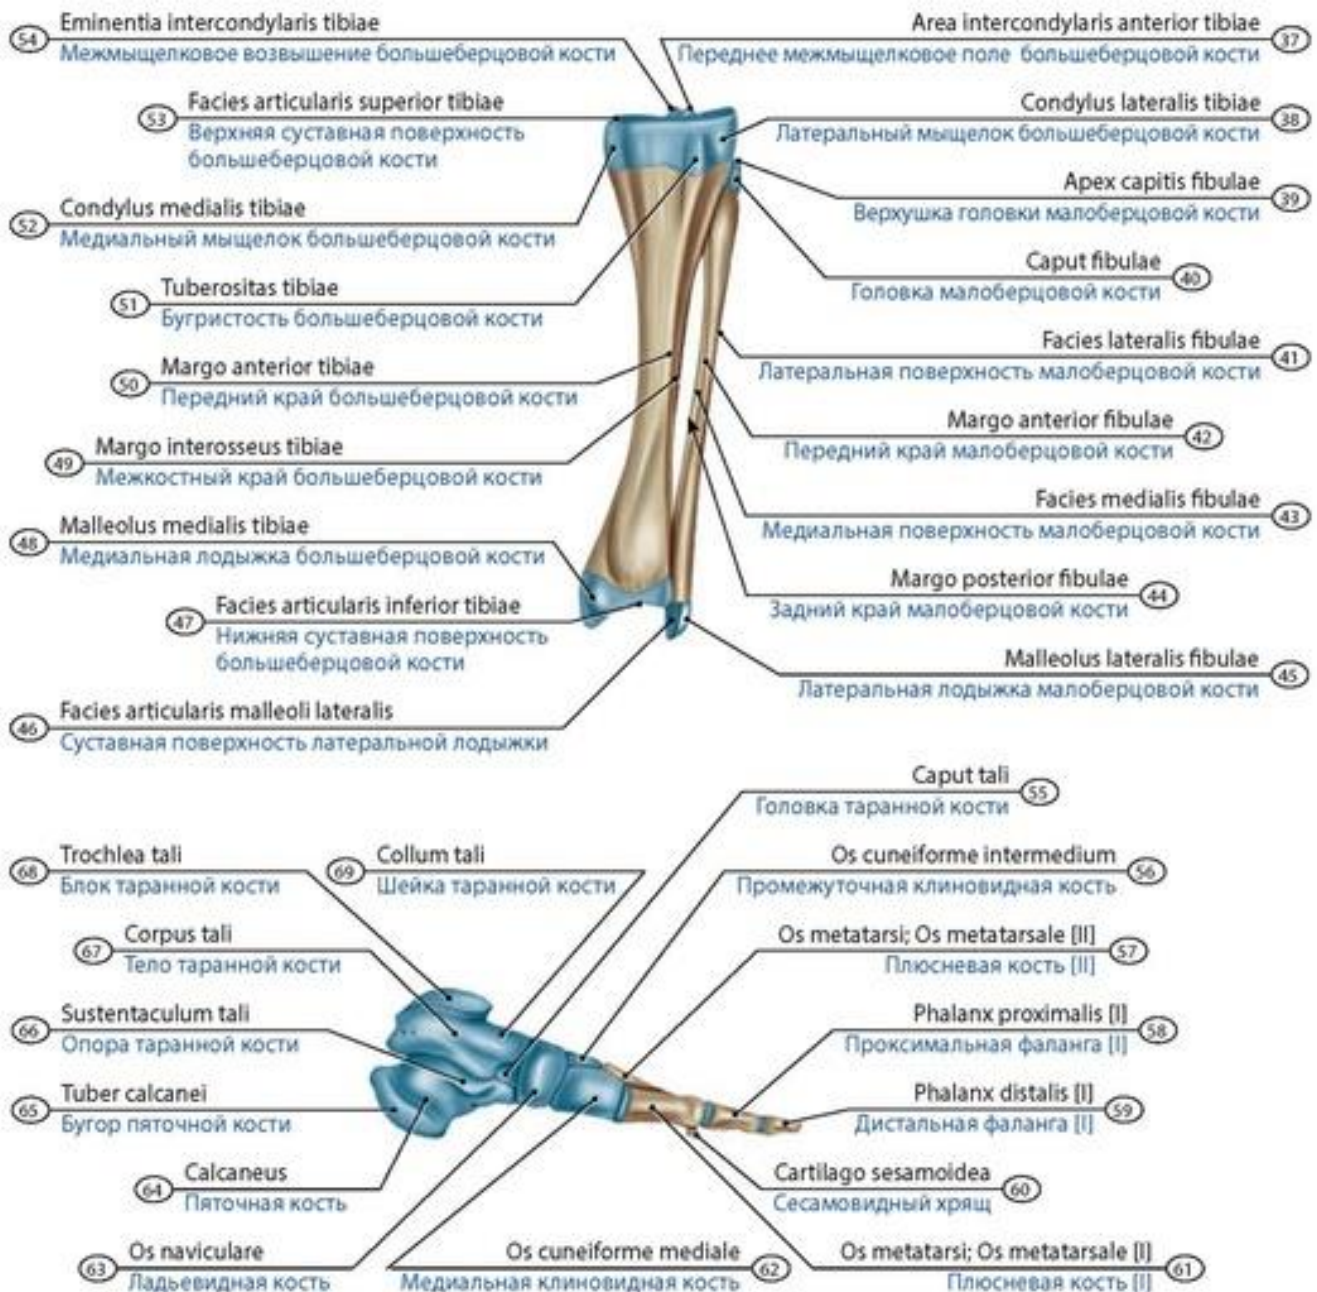 54
Eminentia intercondylaris tibiae
Межмыщелковое возвышение большеберцовой кости
Area intercondylaris anterior tibiae
37
Переднее межмыщелковое поле большеберцовой кости
53
Facies articularis superior tibiae
Верхняя суставная поверхность
большеберцовой кости
Condylus lateralis tibiae
38
Латеральный мыщелок большеберцовой кости
52
Condylus medialis tibiae
Медиальный мыщелок большеберцовой кости
Apex capitis fibulae
39
Верхушка головки малоберцовой кости
51
Tuberositas tibiae
Бугристость большеберцовой кости
Caput fibulae
40
Головка малоберцовой кости
50
Margo anterior tibiae
Передний край большеберцовой кости
Facies lateralis fibulae
41
Латеральная поверхность малоберцовой кости
49
Margo interosseus tibiae
Межкостный край большеберцовой кости
Margo anterior fibulae
42
Передний край малоберцовой кости
48
Malleolus medialis tibiae
Медиальная лодыжка большеберцовой кости
Facies medialis fibulae
43
Медиальная поверхность малоберцовой кости
47
Facies articularis inferior tibiae
Нижняя суставная поверхность
большеберцовой кости
Margo posterior fibulae
44
Задний край малоберцовой кости
46
Facies articularis malleoli lateralis
Суставная поверхность латеральной лодыжки
Malleolus lateralis fibulae
45
Латеральная лодыжка малоберцовой кости
Caput tali
55
Головка таранной кости
68
Trochlea tali
Блок таранной кости
69
Collum tali
Шейка таранной кости
Os cuneiforme intermedium
56
Промежуточная клиновидная кость
67
Corpus tali
Тело таранной кости
Os metatarsi; Os metatarsale [II]
57
Плюсневая кость [II]
66
Sustentaculum tali
Опора таранной кости
Phalanx proximalis [I]
58
Проксимальная фаланга [I]
65
Tuber calcanei
Бугор пяточной кости
Phalanx distalis [I]
59
Дистальная фаланга [I]
64
Calcaneus
Пяточная кость
Cartilago sesamoidea
60
Сесамовидный хрящ
63
Os naviculare
Ладьевидная кость
Os cuneiforme mediale
62
Медиальная клиновидная кость
Os metatarsi; Os metatarsale [I]
61
Плюсневая кость [I]